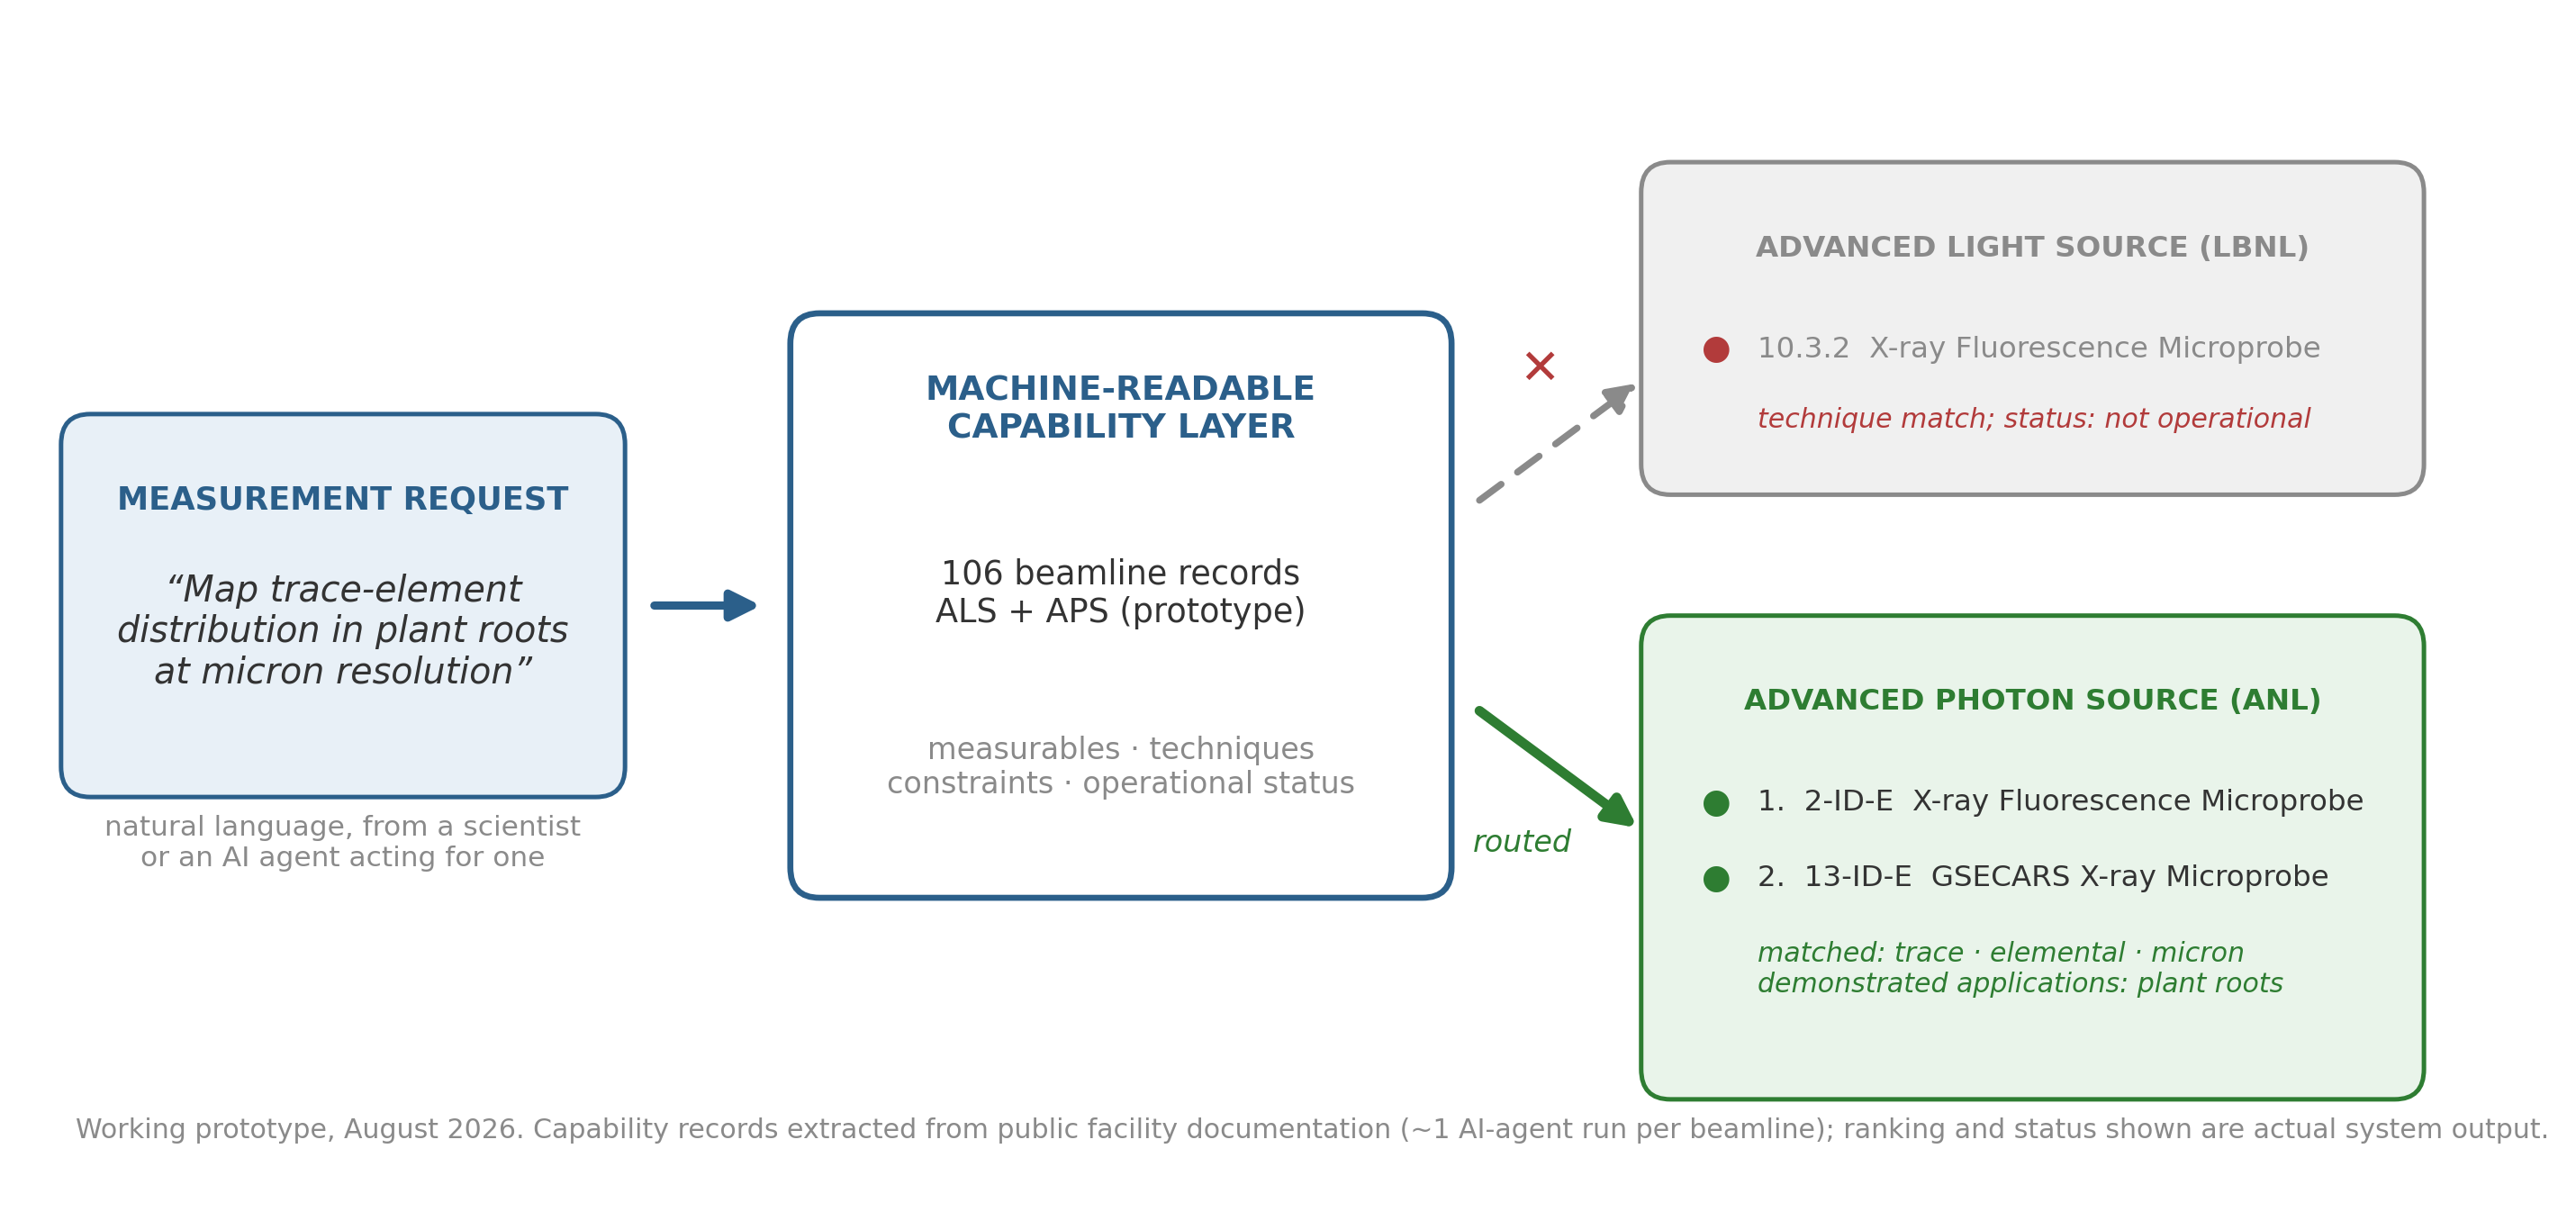 MEASUREMENT REQUEST
“Map trace-element
distribution in plant roots
at micron resolution”
natural language, from a scientist
or an AI agent acting for one
MACHINE-READABLE
CAPABILITY LAYER
106 beamline records
ALS + APS (prototype)
measurables · techniques
constraints · operational status
✕
routed
ADVANCED LIGHT SOURCE (LBNL)
● 10.3.2  X-ray Fluorescence Microprobe
technique match; status: not operational
ADVANCED PHOTON SOURCE (ANL)
● 1.  2-ID-E  X-ray Fluorescence Microprobe
● 2.  13-ID-E  GSECARS X-ray Microprobe
matched: trace · elemental · micron
demonstrated applications: plant roots
Working prototype, August 2026. Capability records extracted from public facility documentation (~1 AI-agent run per beamline); ranking and status shown are actual system output.